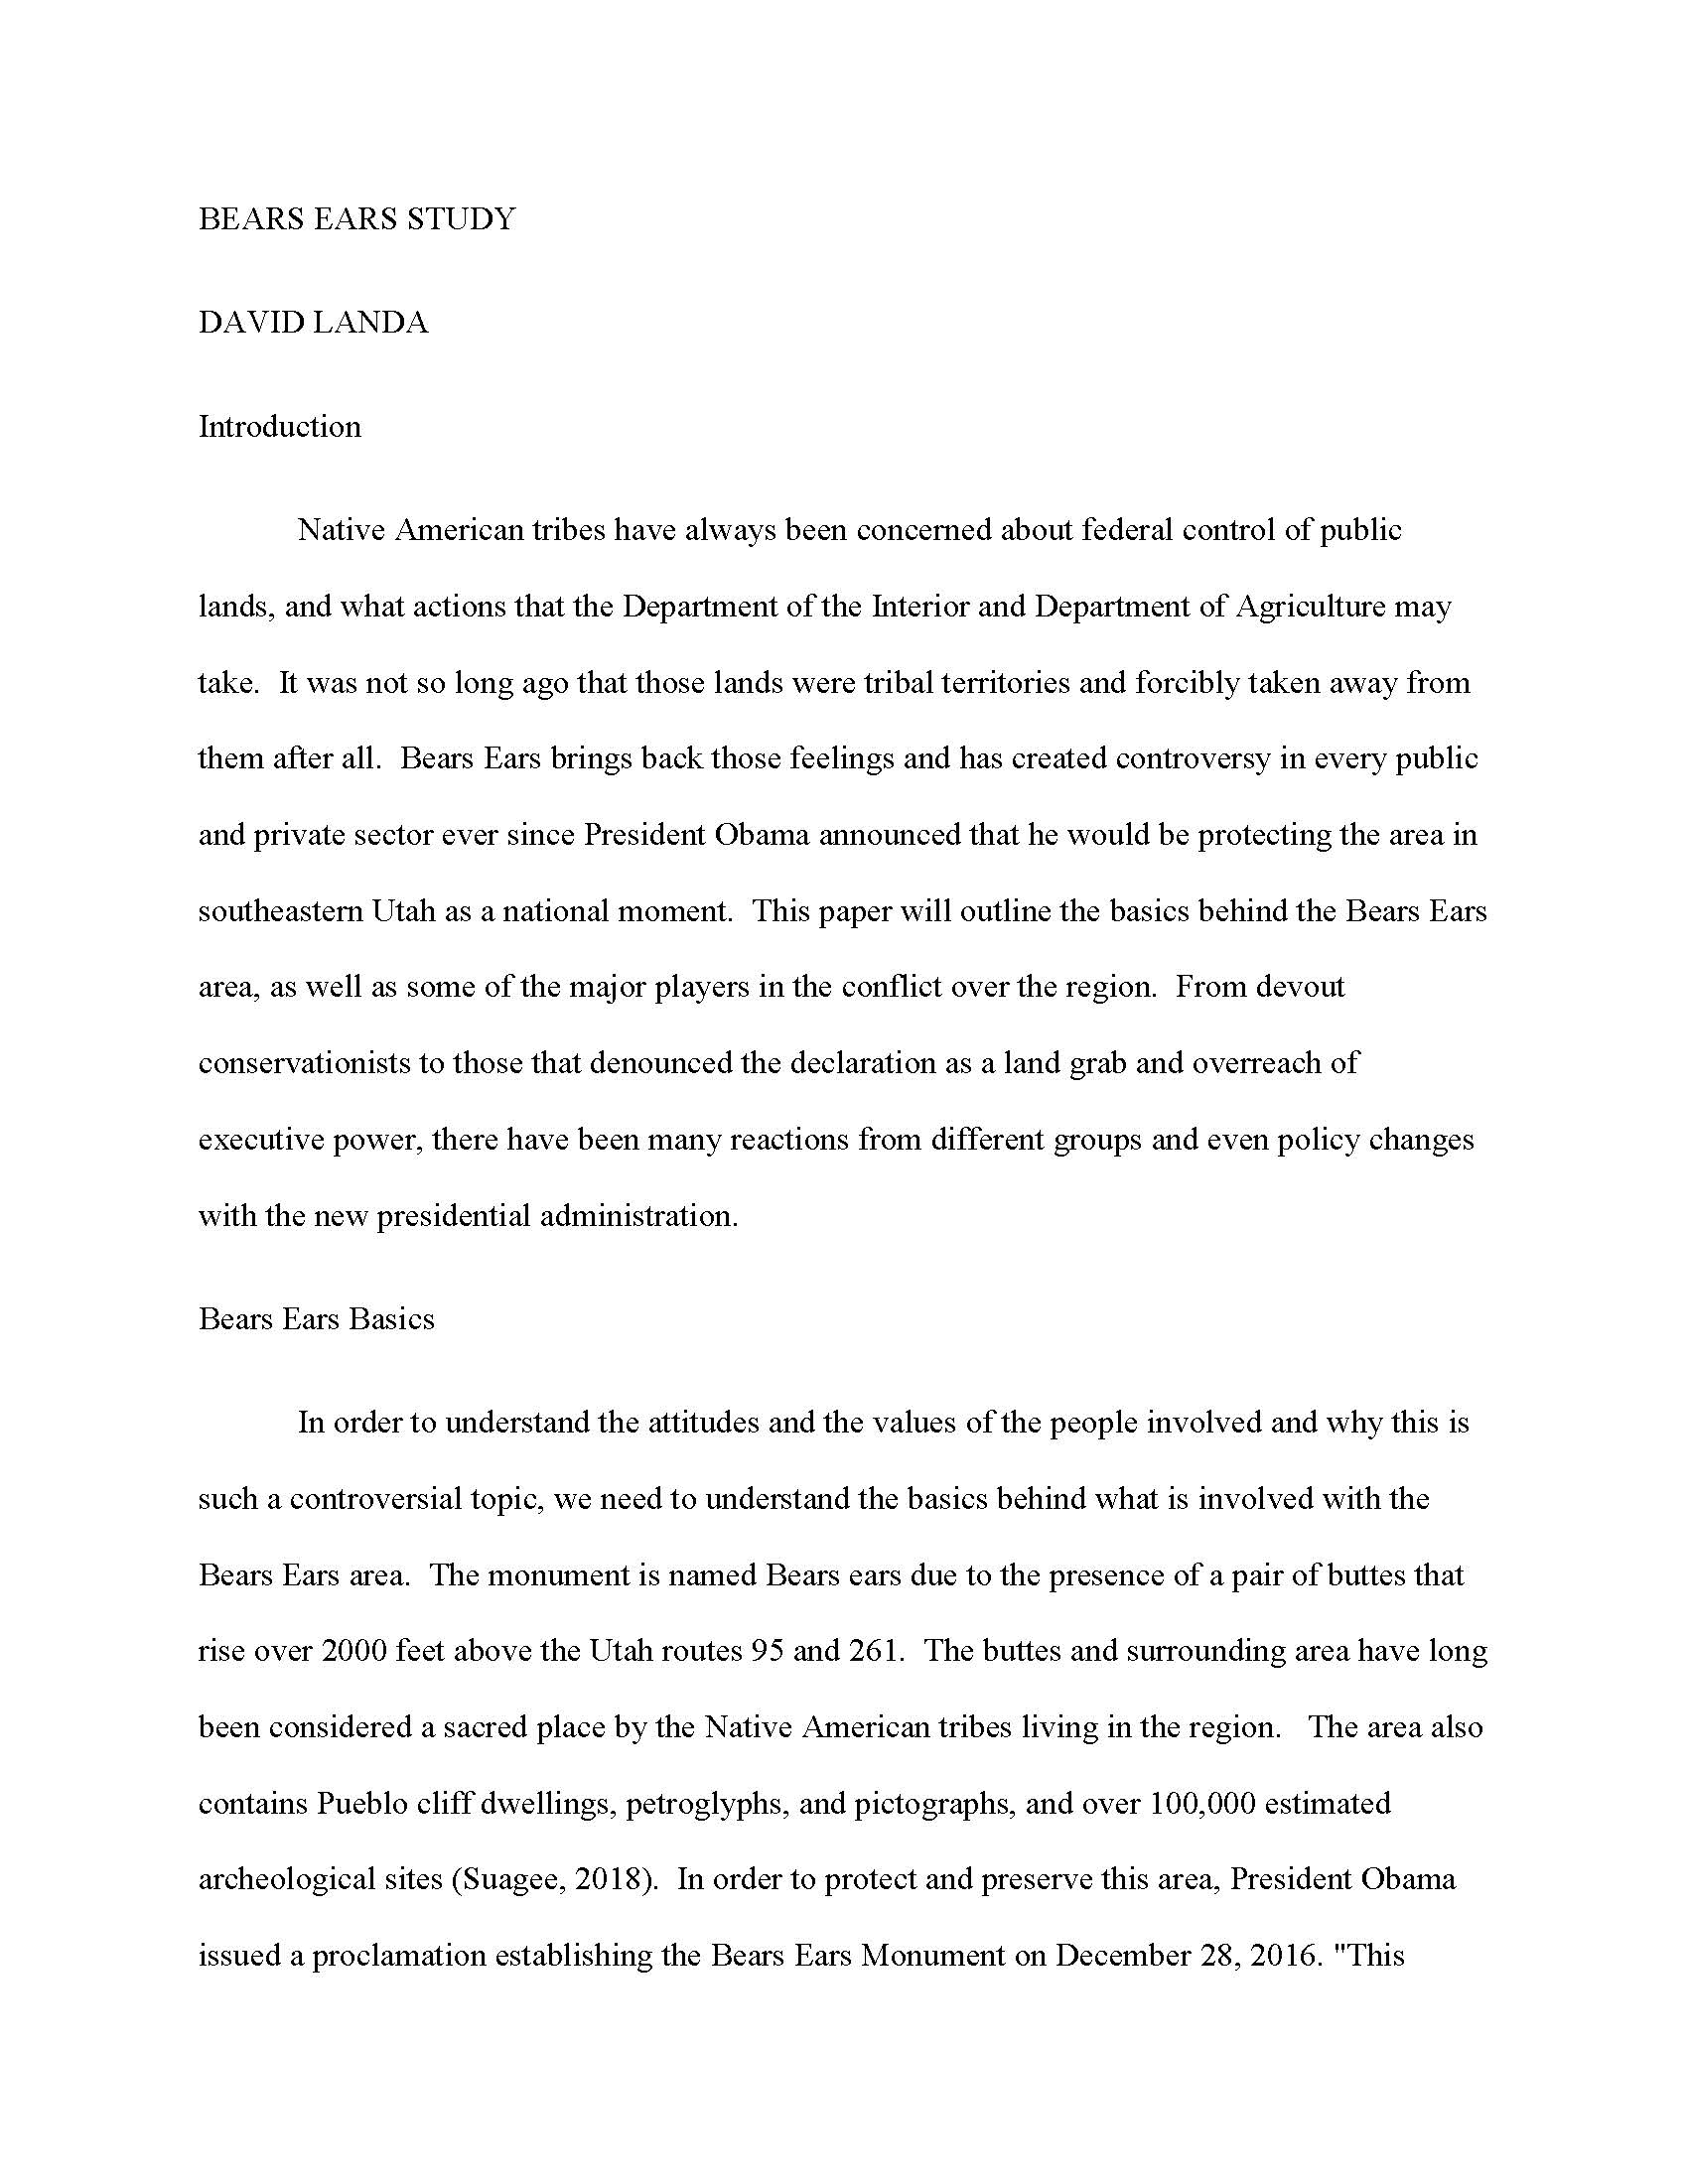 BEARS EARS STUDY
DAVID LANDA
Introduction
Native American tribes have always been concerned about federal control of public
lands, and what actions that the Department of the Interior and Department of Agriculture may
take.  It was not so long ago that those lands were tribal territories and forcibly taken away from
them after all.  Bears Ears brings back those feelings and has created controversy in every public
and private sector ever since President Obama announced that he would be protecting the area in
southeastern Utah as a national moment.  This paper will outline the basics behind the Bears Ears
area, as well as some of the major players in the conflict over the region.  From devout
conservationists to those that denounced the declaration as a land grab and overreach of
executive power, there have been many reactions from different groups and even policy changes
with the new presidential administration.
Bears Ears Basics
In order to understand the attitudes and the values of the people involved and why this is
such a controversial topic, we need to understand the basics behind what is involved with the
Bears Ears area.  The monument is named Bears ears due to the presence of a pair of buttes that
rise over 2000 feet above the Utah routes 95 and 261.  The buttes and surrounding area have long
been considered a sacred place by the Native American tribes living in the region.   The area also
contains Pueblo cliff dwellings, petroglyphs, and pictographs, and over 100,000 estimated
archeological sites (Suagee, 2018).  In order to protect and preserve this area, President Obama
issued a proclamation establishing the Bears Ears Monument on December 28, 2016. "This